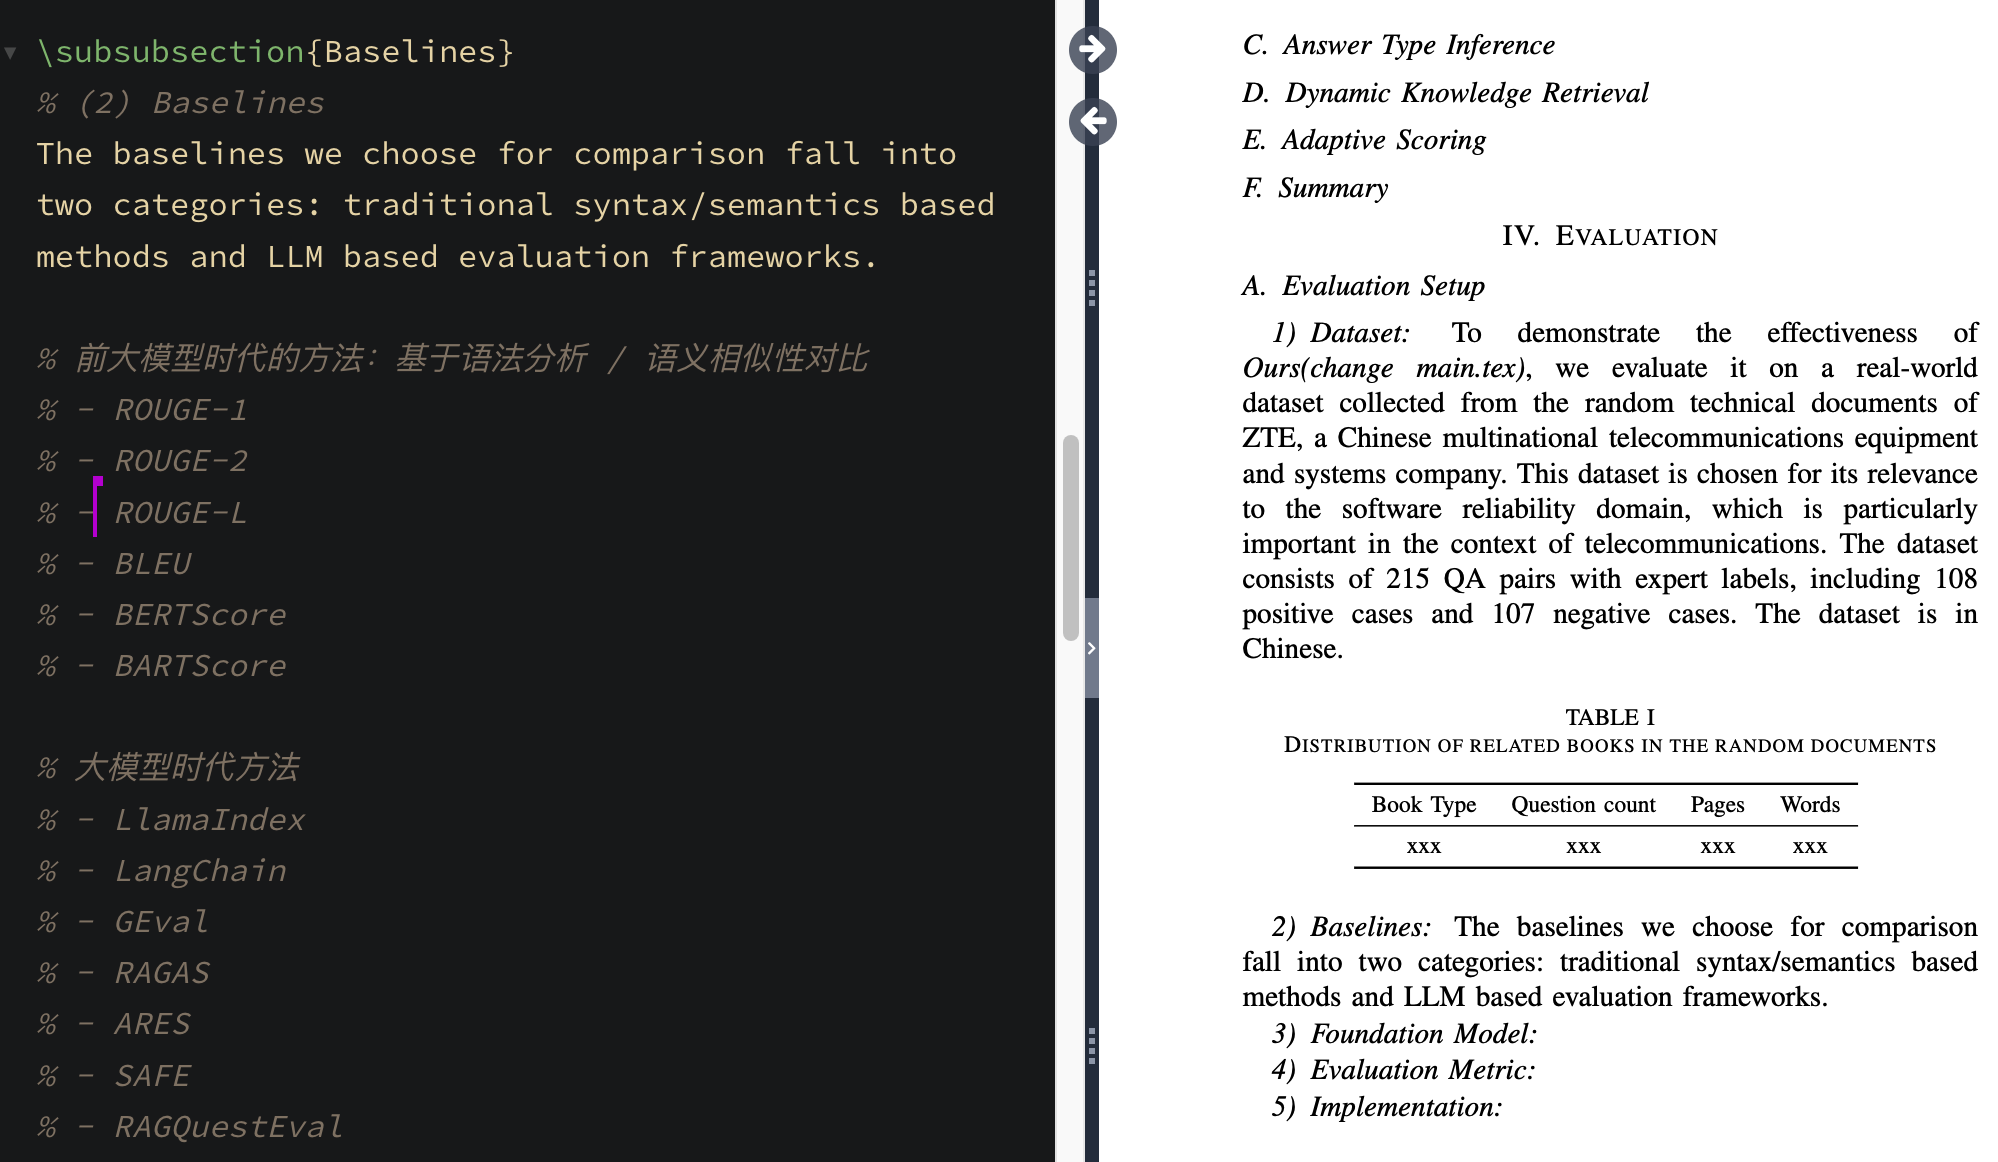 \subsubsection{Baselines}
% (2) Baselines
The baselines we choose for comparison fall into
two categories: traditional syntax/semantics based
methods and LLM based evaluation frameworks.
% 前大模型时代的方法：基于语法分析 / 语义相似性对比
% - ROUGE-1
% - ROUGE-2
% - ROUGE-L
% - BLEU
% - BERTScore
% - BARTScore
% 大模型时代方法
% - LlamaIndex
% - LangChain
% - GEval
% - RAGAS
% - ARES
% - SAFE
% - RAGQuestEval
C. Answer Type Inference
D. Dynamic Knowledge Retrieval
E. Adaptive Scoring
F. Summary
IV. EVALUATION
A. Evaluation Setup
1) Dataset: To demonstrate the effectiveness of
Ours(change main.tex), we evaluate it on a real-world
dataset collected from the random technical documents of
ZTE, a Chinese multinational telecommunications equipment
and systems company. This dataset is chosen for its relevance
to the software reliability domain, which is particularly
important in the context of telecommunications. The dataset
consists of 215 QA pairs with expert labels, including 108
positive cases and 107 negative cases. The dataset is in
Chinese.
TABLE I
DISTRIBUTION OF RELATED BOOKS IN THE RANDOM DOCUMENTS
Book Type Question count Pages Words
xxx xxx xxx xxx
2) Baselines: The baselines we choose for comparison
fall into two categories: traditional syntax/semantics based
methods and LLM based evaluation frameworks.
3) Foundation Model:
4) Evaluation Metric:
5) Implementation: